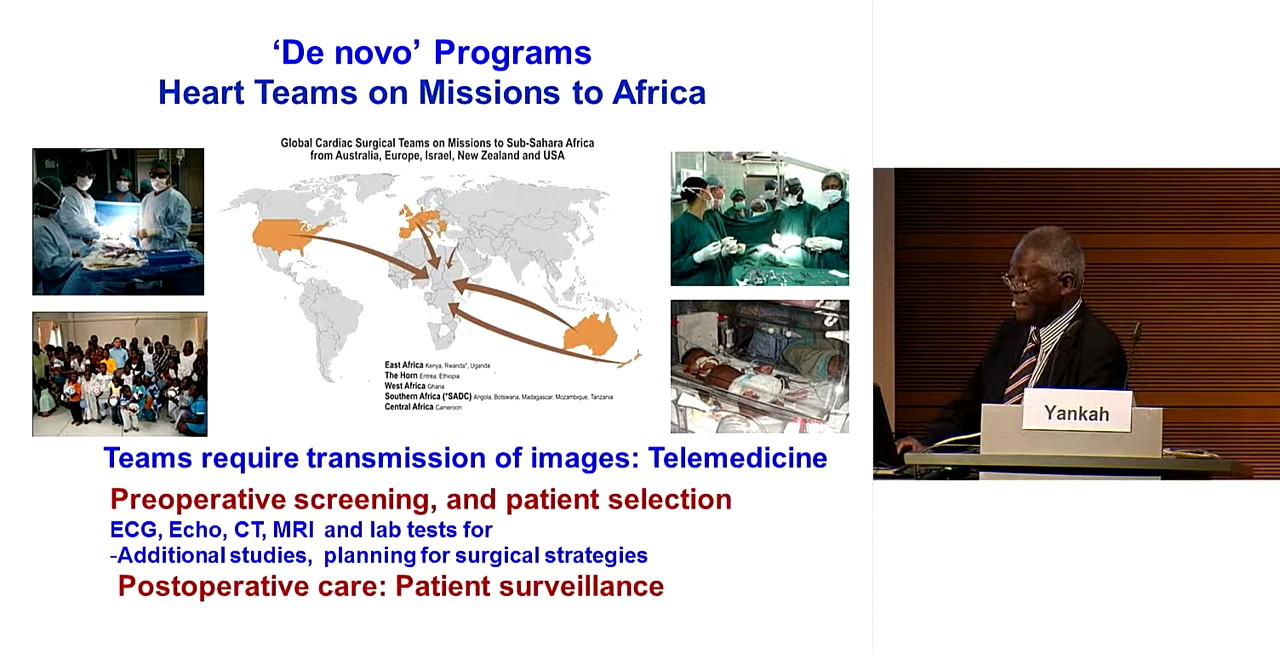 ‘De novo’ Programs
Heart Teams on Missions to Africa
Global Cardiac Surgical Teams on Missions to Sub-Sahara Africa
from Australia, Europe, Israel, New Zealand and USA
East Africa Kenya, Rwanda*, Uganda
The Horn Eritrea, Ethiopia
West Africa Ghana
Southern Africa (*SADC) Angola, Botswana, Madagascar, Mozambique, Tanzania
Central Africa Cameroon
Teams require transmission of images: Telemedicine
Preoperative screening, and patient selection
ECG, Echo, CT, MRI and lab tests for
-Additional studies, planning for surgical strategies
Postoperative care: Patient surveillance
Yankah